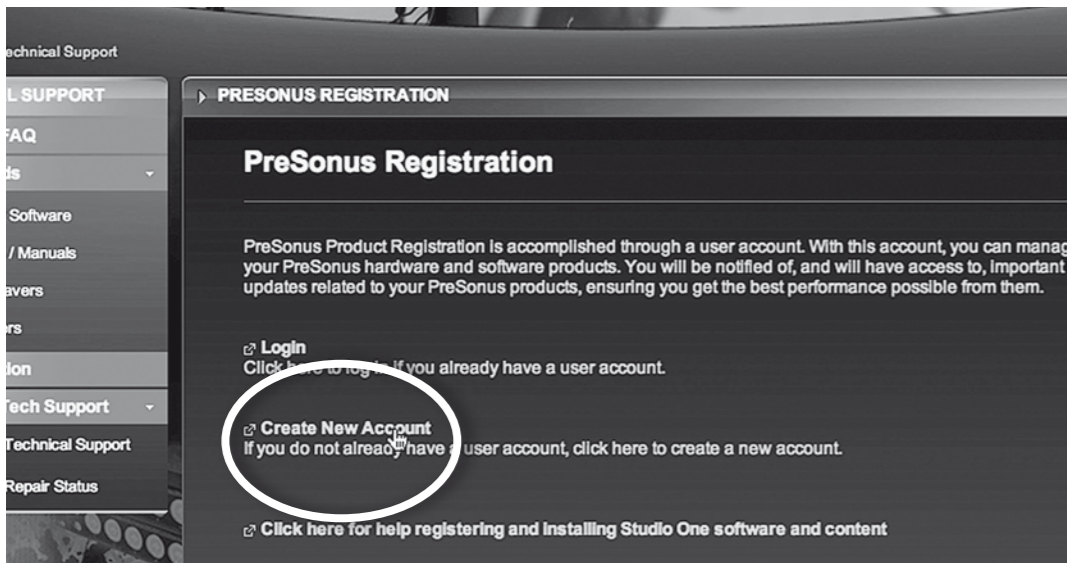 echnical Support
L SUPPORT
FAQ
ds
Software
/ Manuals
avers
rs
ion
Tech Support
Technical Support
Repair Status
PRESONUS REGISTRATION
PreSonus Registration
PreSonus Product Registration is accomplished through a user account. With this account, you can manag
your PreSonus hardware and software products. You will be notified of, and will have access to, important
updates related to your PreSonus products, ensuring you get the best performance possible from them.
Login
Click here to log in if you already have a user account.
Create New Account
If you do not already have a user account, click here to create a new account.
Click here for help registering and installing Studio One software and content